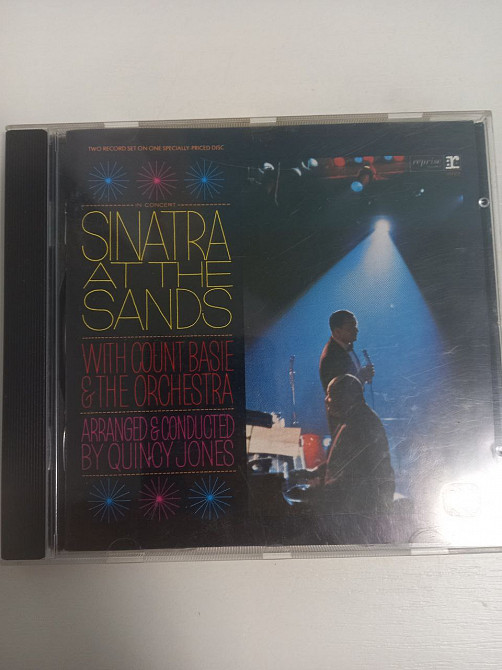 TWO RECORD SET ON ONE SPECIALLY PRICED DISC
reprise
r
IN CONCERT
SINATRA
AT THE
SANDS
WITH COUNT BASIE
& THE ORCHESTRA
ARRANGED & CONDUCTED
BY QUINCY JONES